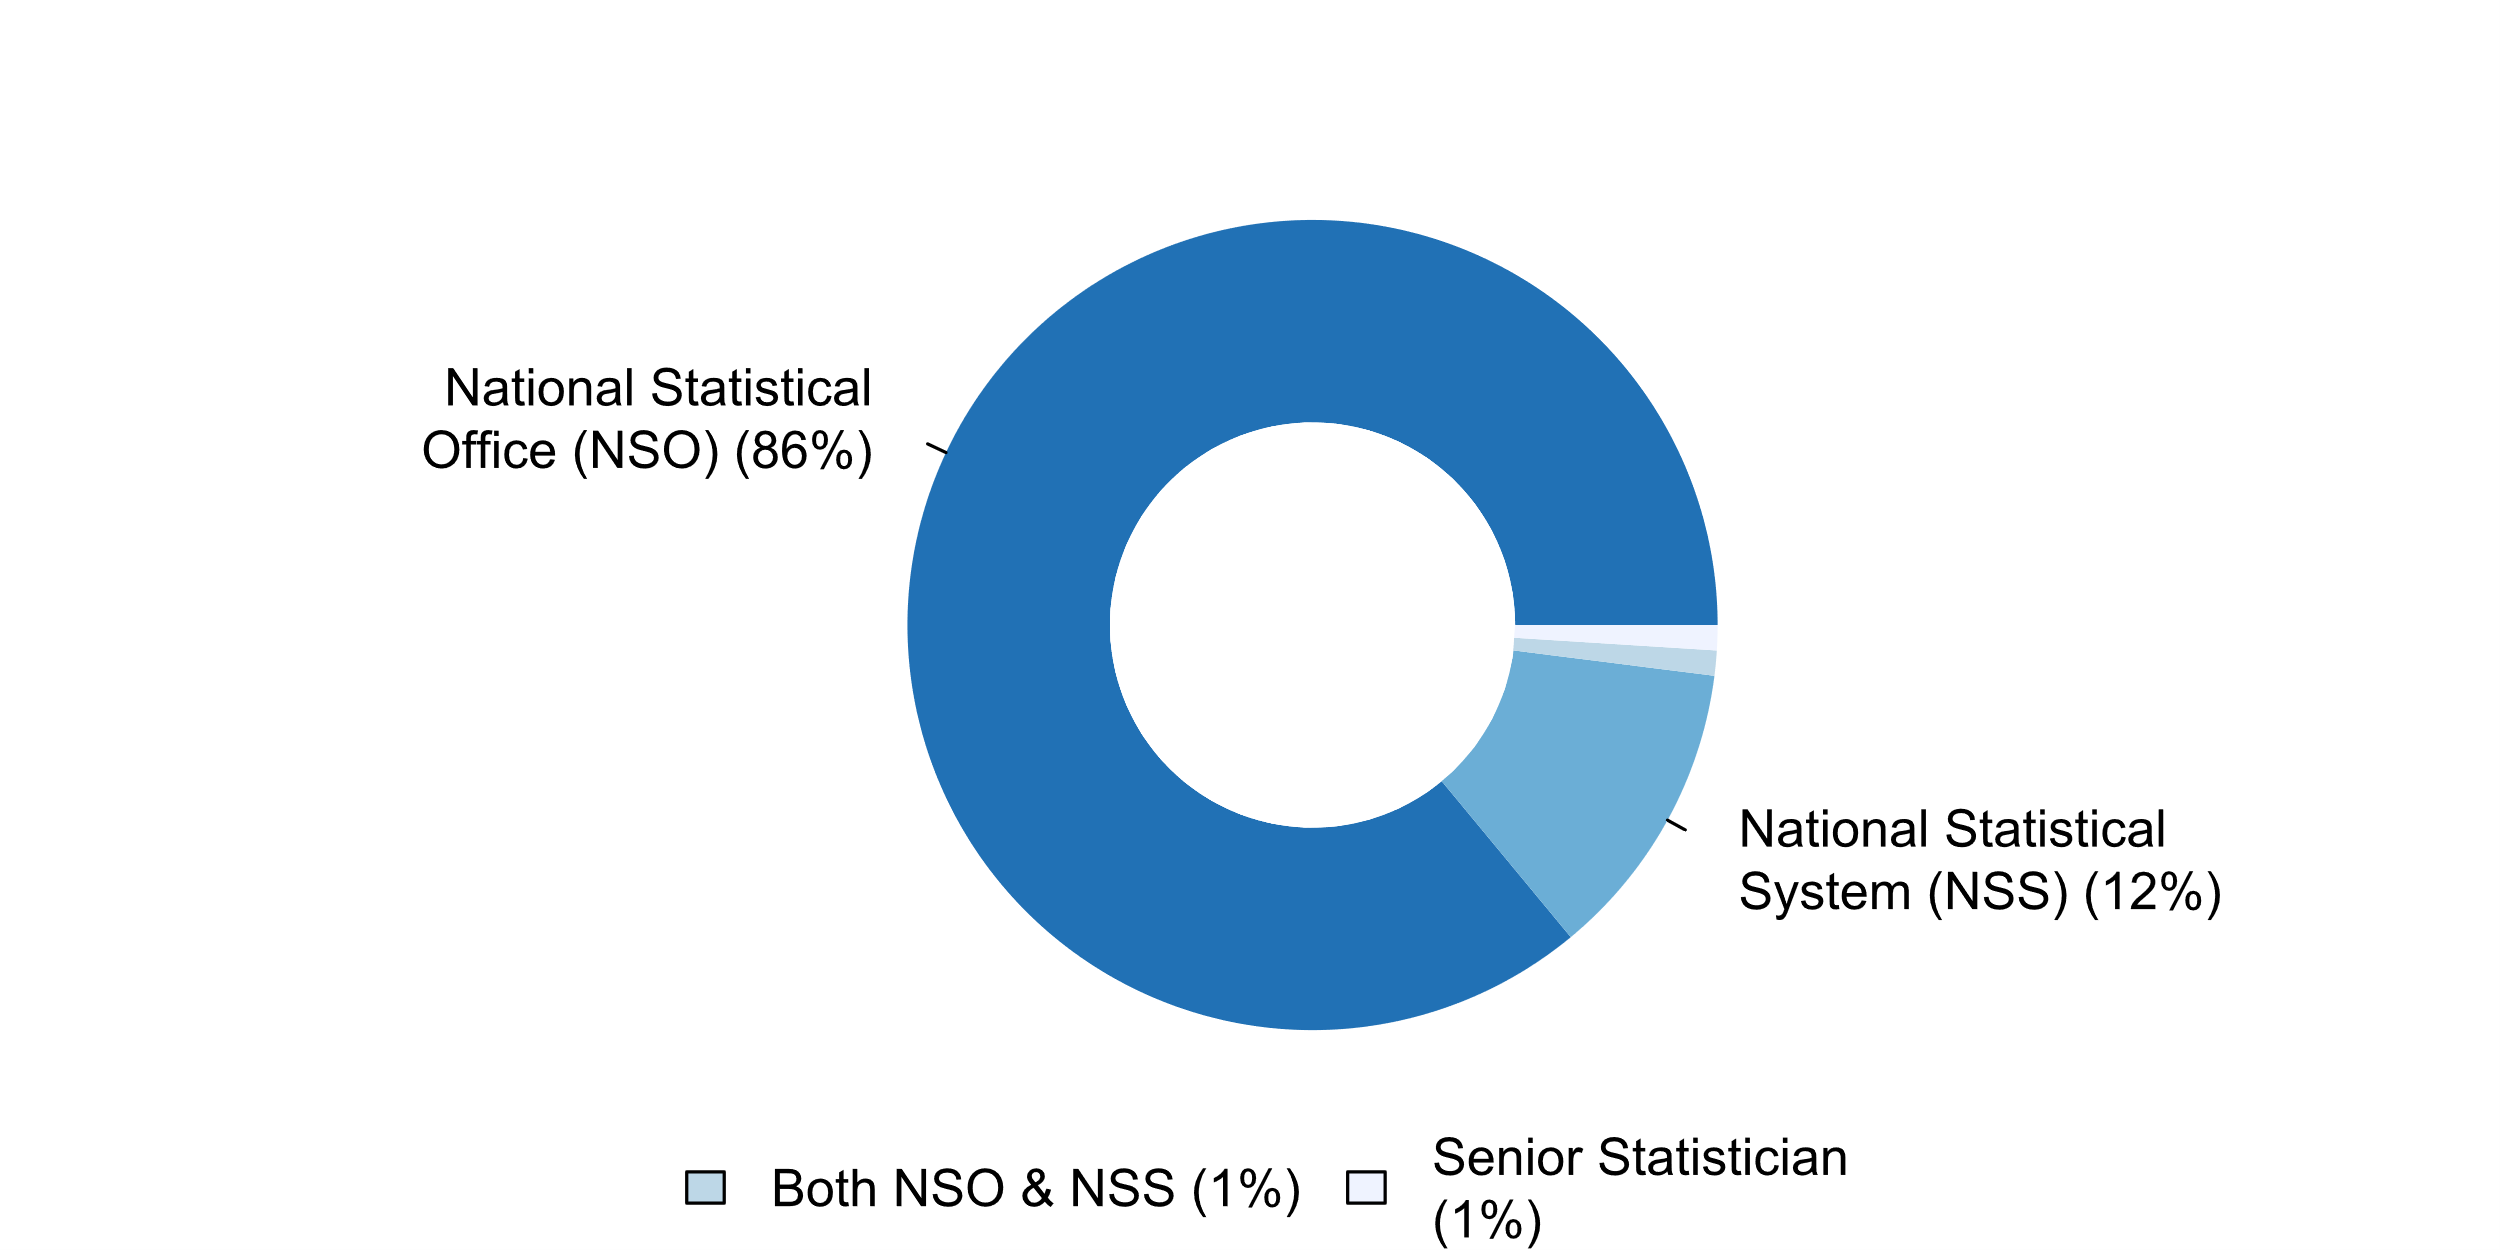 National Statistical
Office (NSO) (86%)
National Statistical
System (NSS) (12%)
Both NSO & NSS (1%)
Senior Statistician
(1%)